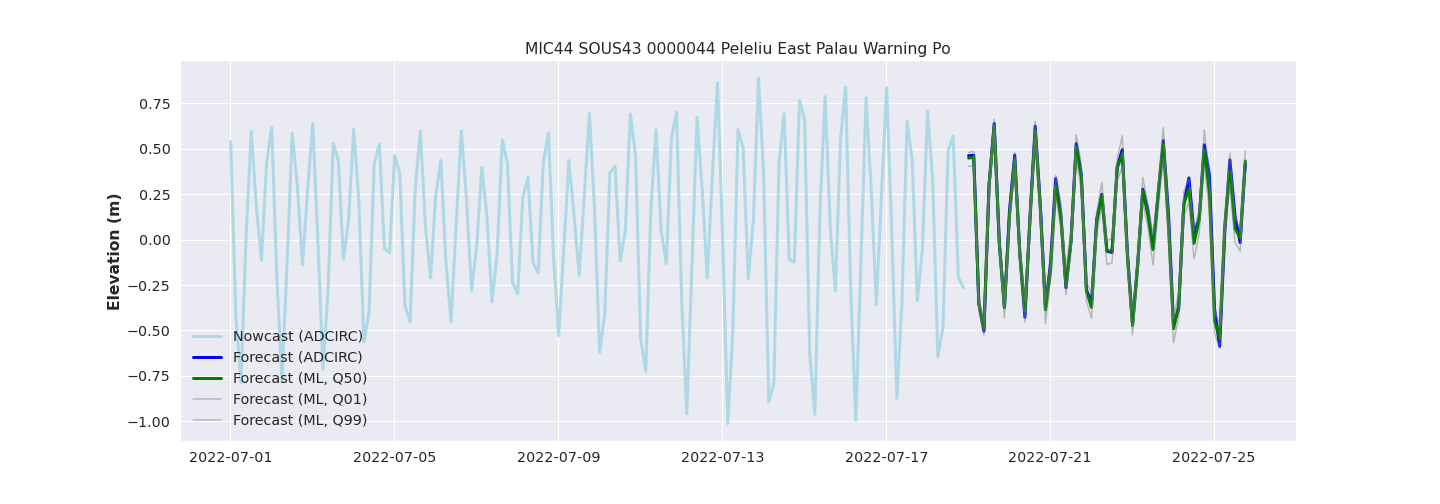 MIC44 SOUS43 0000044 Peleliu East Palau Warning Po
Elevation (m)
0.75
0.50
0.25
0.00
−0.25
−0.50
−0.75
−1.00
Nowcast (ADCIRC)
Forecast (ADCIRC)
Forecast (ML, Q50)
Forecast (ML, Q01)
Forecast (ML, Q99)
2022-07-01 2022-07-05 2022-07-09 2022-07-13 2022-07-17 2022-07-21 2022-07-25